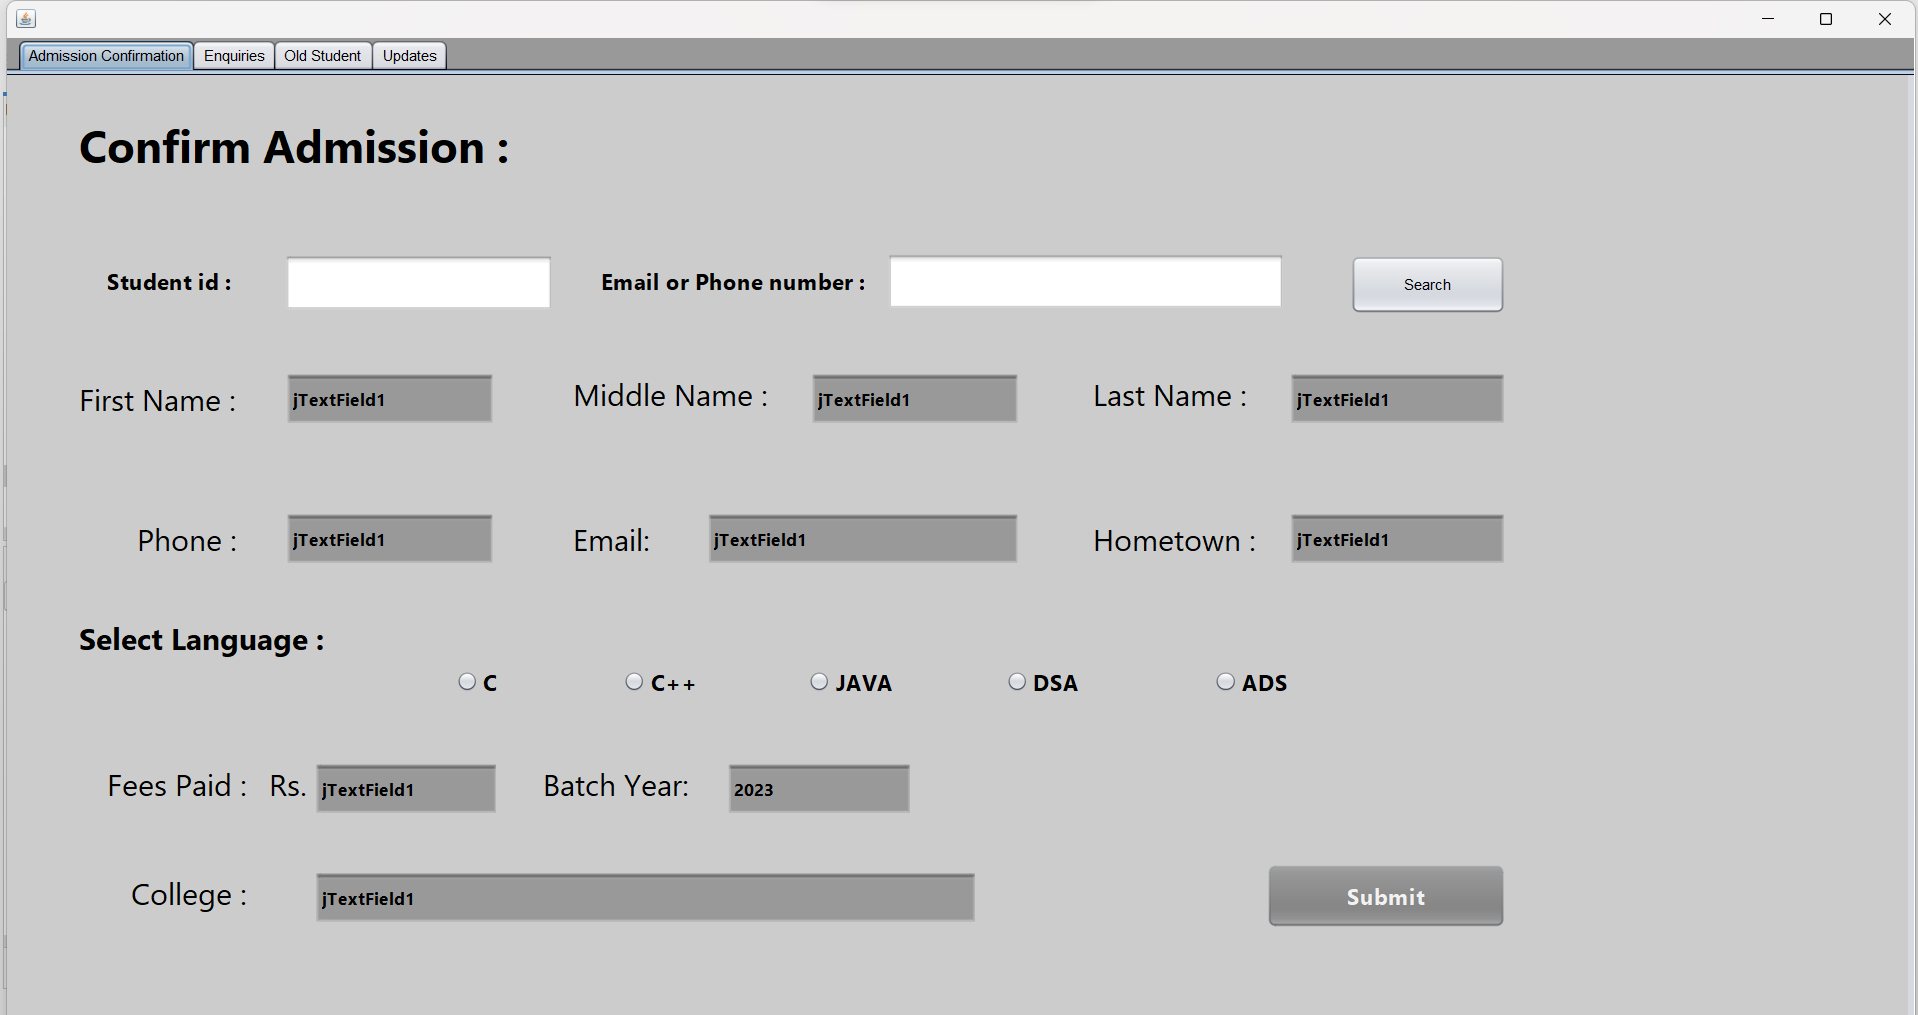 Admission Confirmation Enquiries Old Student Updates
Confirm Admission :
Student id : Email or Phone number : Search
First Name : jTextField1 Middle Name : jTextField1 Last Name : jTextField1
Phone : jTextField1 Email: jTextField1 Hometown : jTextField1
Select Language :
C C++ JAVA DSA ADS
Fees Paid : Rs. jTextField1 Batch Year: 2023
College : jTextField1 Submit